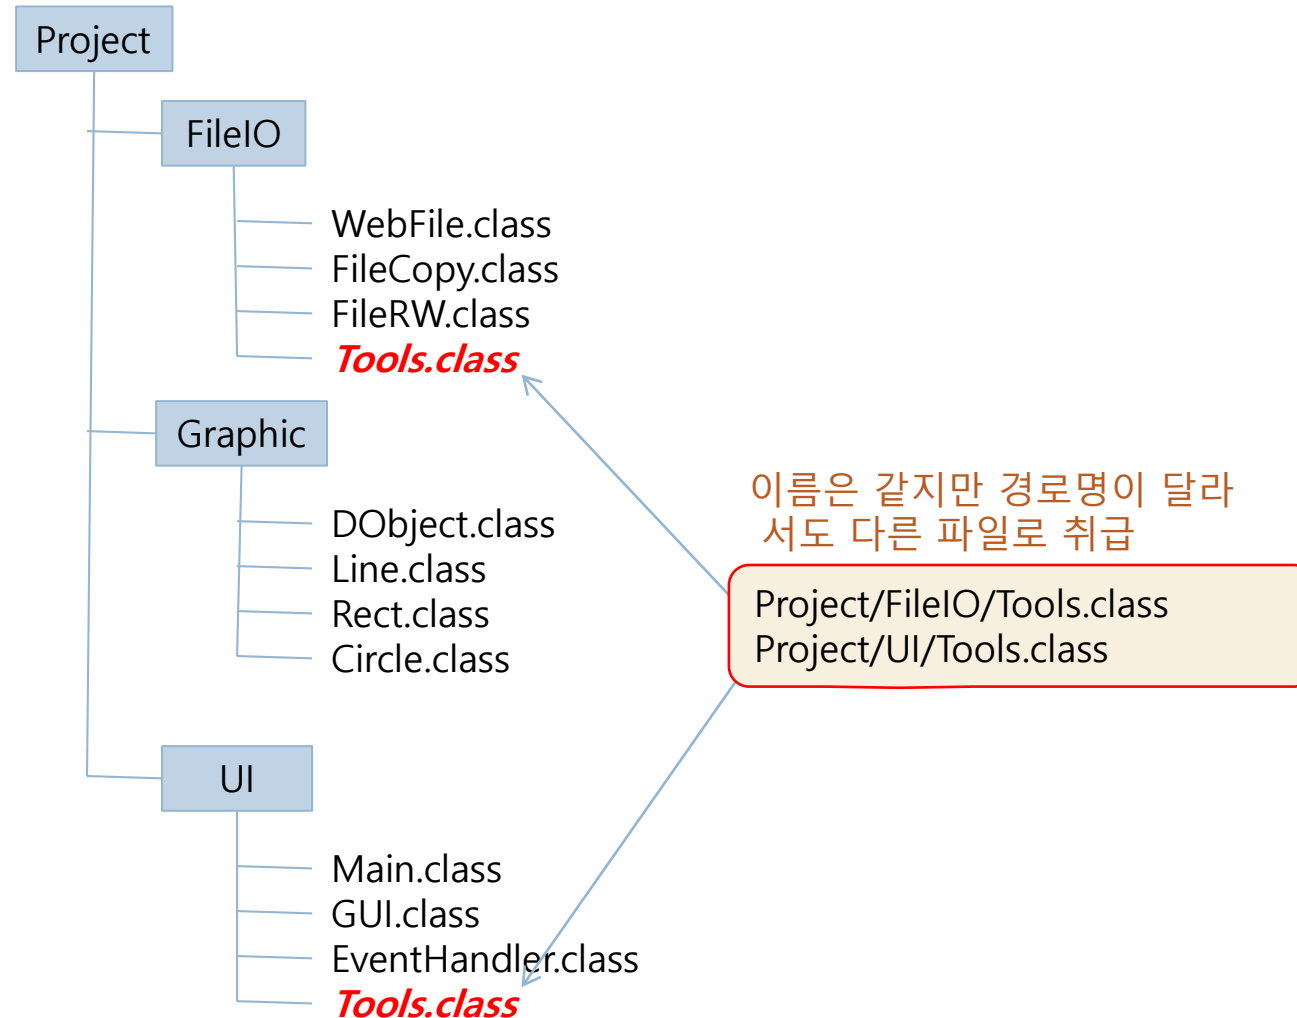 Project
FileIO
WebFile.class
FileCopy.class
FileRW.class
Tools.class
Graphic
DObject.class
Line.class
Rect.class
Circle.class
이름은 같지만 경로명이 달라
서도 다른 파일로 취급
Project/FileIO/Tools.class
Project/UI/Tools.class
UI
Main.class
GUI.class
EventHandler.class
Tools.class